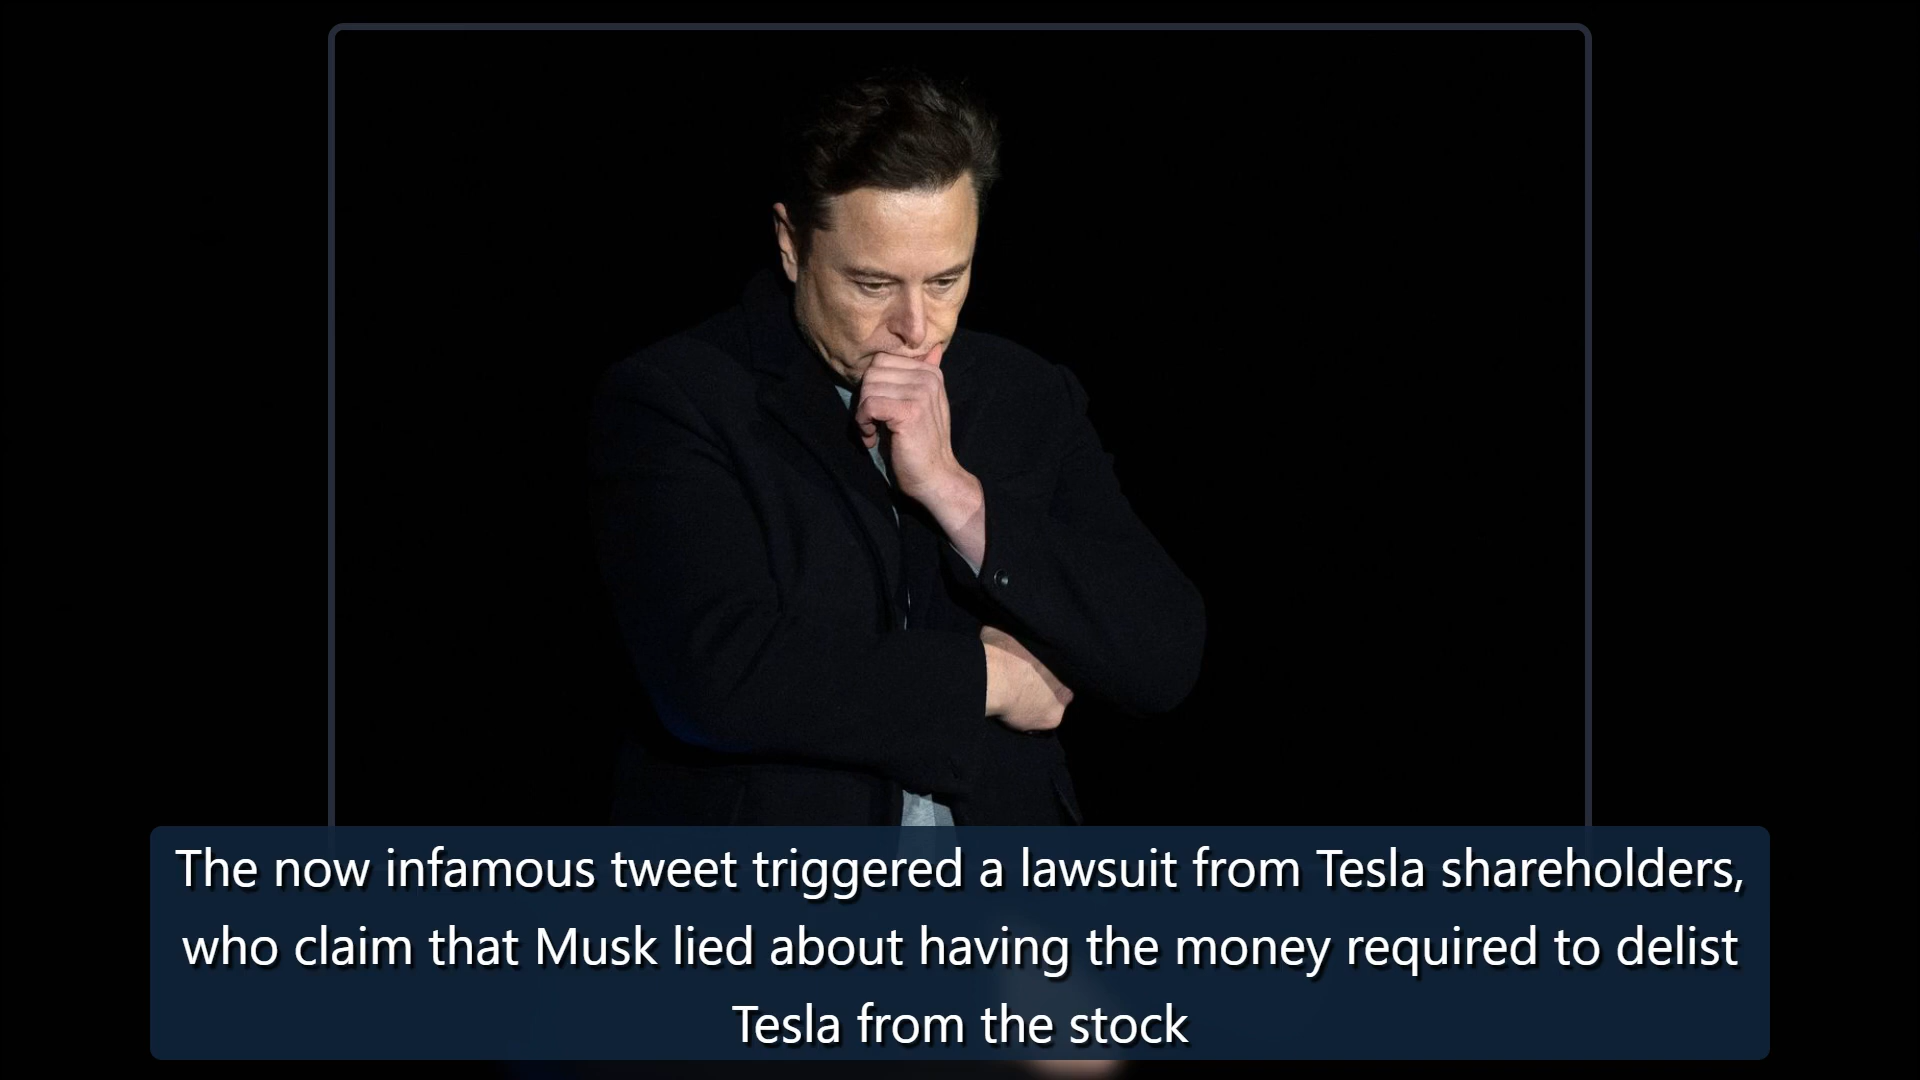 The now infamous tweet triggered a lawsuit from Tesla shareholders,
who claim that Musk lied about having the money required to delist
Tesla from the stock